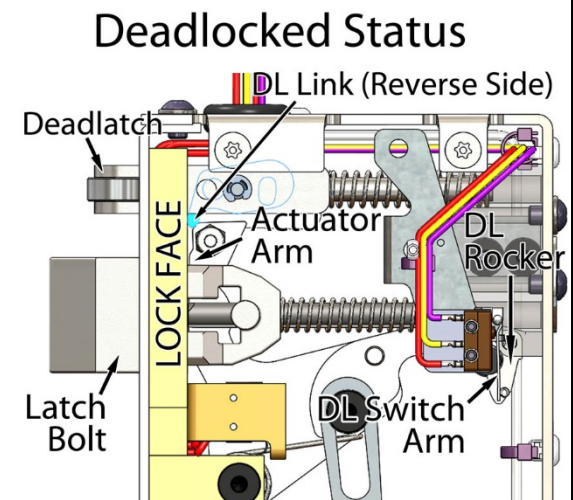 Deadlocked Status
DL Link (Reverse Side)
Deadlatch
Actuator
Arm
DL
Rocker
LOCK FACE
Latch
Bolt
DL Switch
Arm